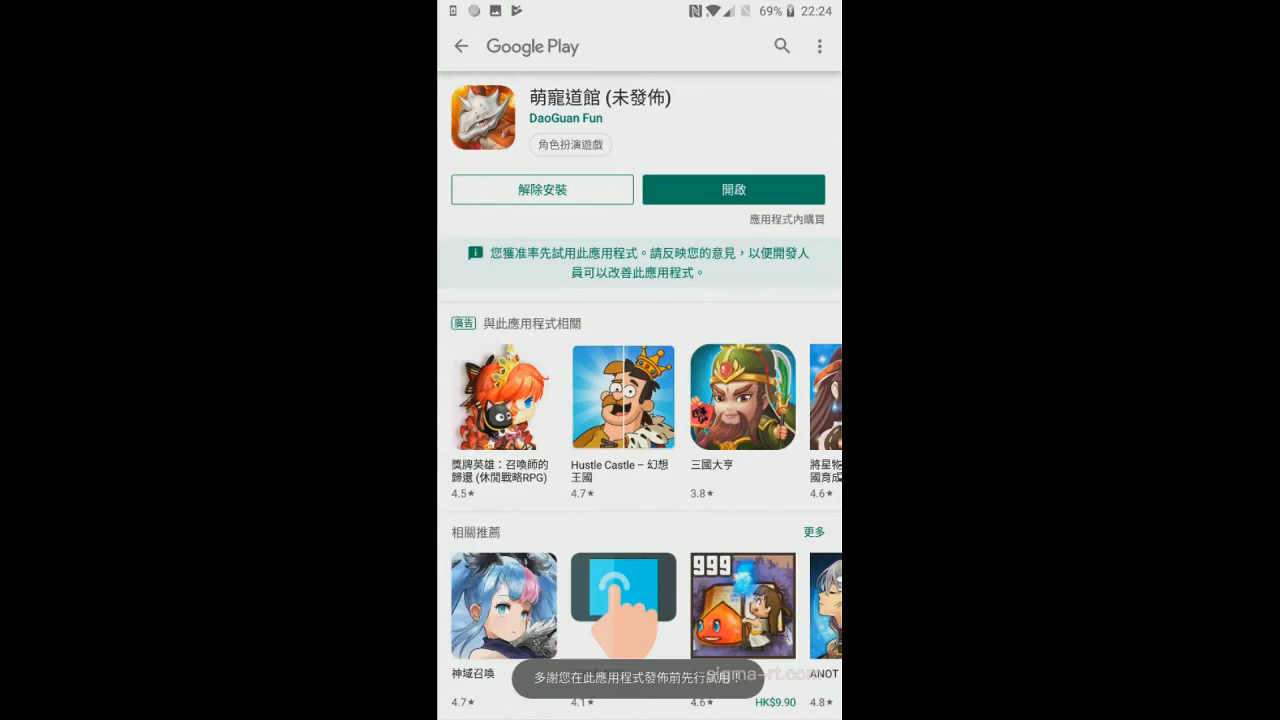 69% 22:24
Google Play
萌寵道館 (未發佈)
DaoGuan Fun
角色扮演遊戲
解除安裝
開啟
應用程式內購買
您獲准率先試用此應用程式。請反映您的意見，以便開發人
員可以改善此應用程式。
廣告 與此應用程式相關
獎牌英雄：召喚師的
歸還 (休閒戰略RPG)
4.5★
Hustle Castle – 幻想
王國
4.7★
三國大亨
3.8★
將星
國育成
4.6★
相關推薦
更多
999
神域召喚
4.7★
4.1★
4.6★
HK$9.90
ANOT
4.8★
多謝您在此應用程式發佈前先行試用！
sigma-rt.com